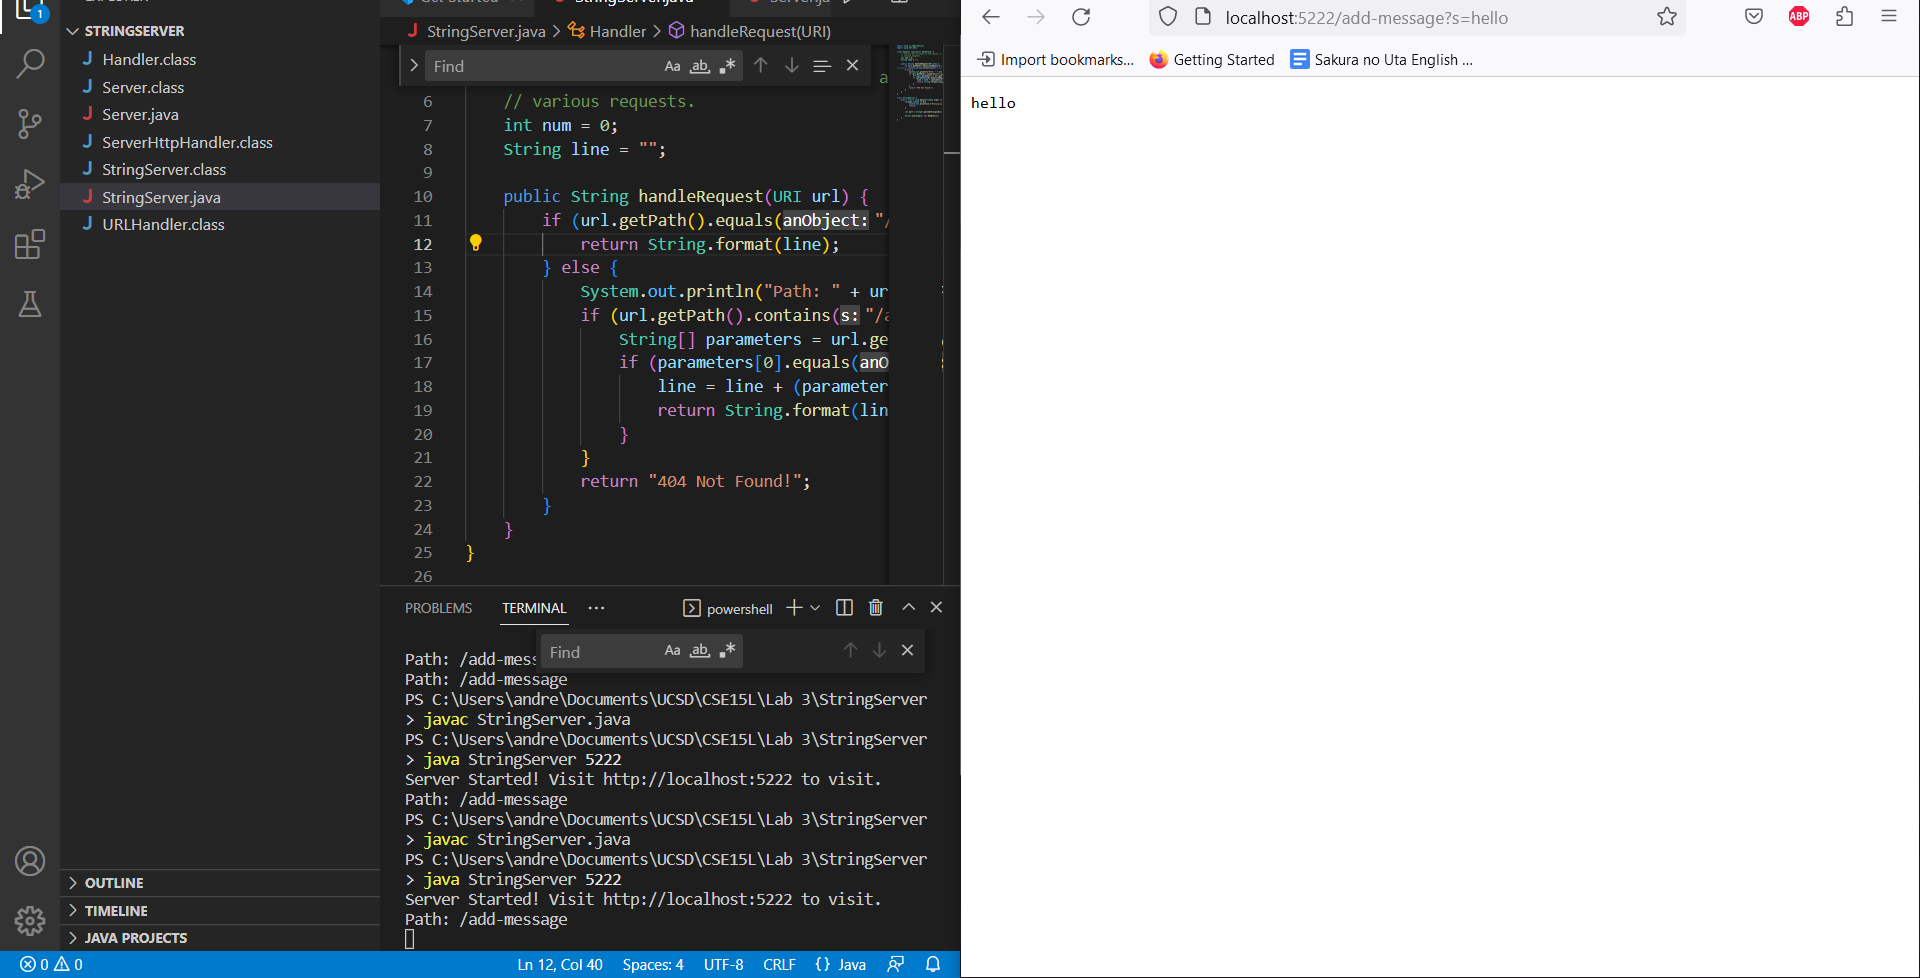 1
STRINGSERVER
Handler.class
Server.class
Server.java
ServerHttpHandler.class
StringServer.class
StringServer.java
URLHandler.class
OUTLINE
TIMELINE
JAVA PROJECTS
StringServer.java > Handler > handleRequest(URI)
Find
6 // various requests.
7 int num = 0;
8 String line = "";
9
10 public String handleRequest(URI url) {
11 if (url.getPath().equals(anObject: "/
12 return String.format(line);
13 } else {
14 System.out.println("Path: " + ur
15 if (url.getPath().contains(s: "/a
16 String[] parameters = url.ge
17 if (parameters[0].equals(anO
18 line = line + (parameter
19 return String.format(lin
20 }
21 }
22 return "404 Not Found!";
23 }
24 }
25 }
26
PROBLEMS TERMINAL ... powershell
Find
Path: /add-mess
Path: /add-message
PS C:\Users\andre\Documents\UCSD\CSE15L\Lab 3\StringServer
> javac StringServer.java
PS C:\Users\andre\Documents\UCSD\CSE15L\Lab 3\StringServer
> java StringServer 5222
Server Started! Visit http://localhost:5222 to visit.
Path: /add-message
PS C:\Users\andre\Documents\UCSD\CSE15L\Lab 3\StringServer
> javac StringServer.java
PS C:\Users\andre\Documents\UCSD\CSE15L\Lab 3\StringServer
> java StringServer 5222
Server Started! Visit http://localhost:5222 to visit.
Path: /add-message
0 0 Ln 12, Col 40 Spaces: 4 UTF-8 CRLF {} Java
localhost:5222/add-message?s=hello ABP
Import bookmarks... Getting Started Sakura no Uta English ...
hello